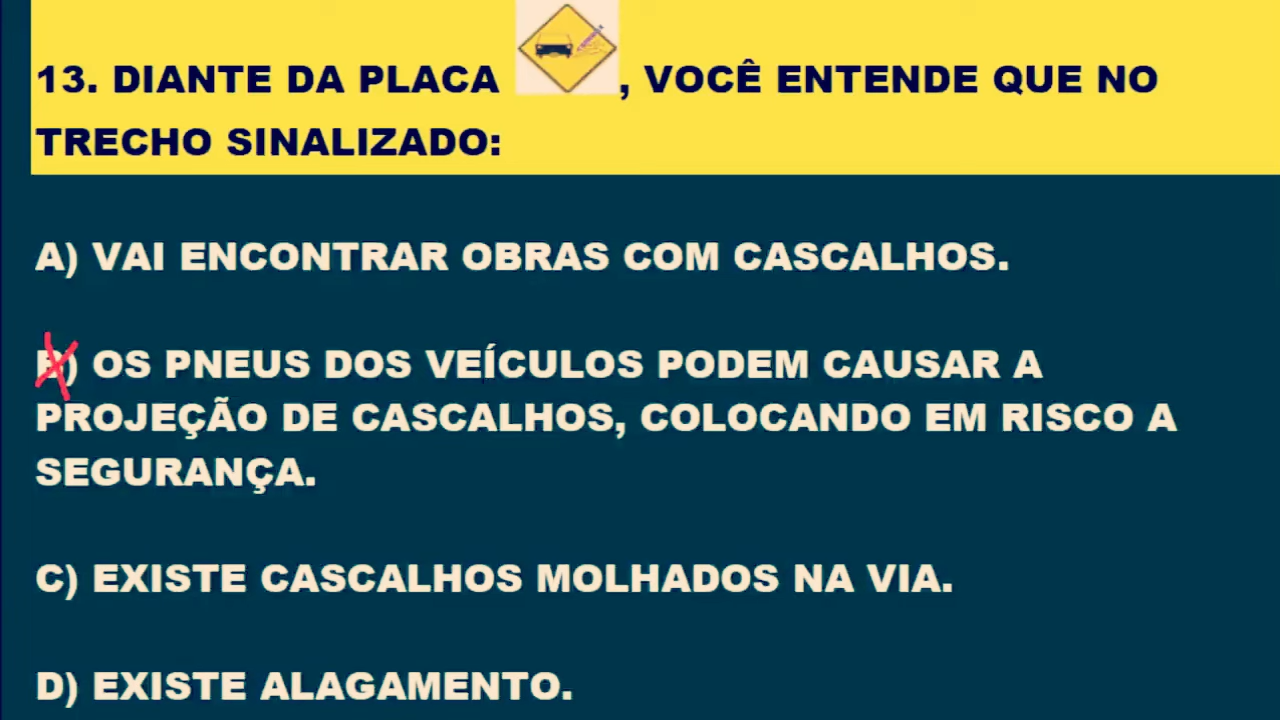 13. DIANTE DA PLACA , VOCÊ ENTENDE QUE NO
TRECHO SINALIZADO:
A) VAI ENCONTRAR OBRAS COM CASCALHOS.
B) OS PNEUS DOS VEÍCULOS PODEM CAUSAR A
PROJEÇÃO DE CASCALHOS, COLOCANDO EM RISCO A
SEGURANÇA.
C) EXISTE CASCALHOS MOLHADOS NA VIA.
D) EXISTE ALAGAMENTO.